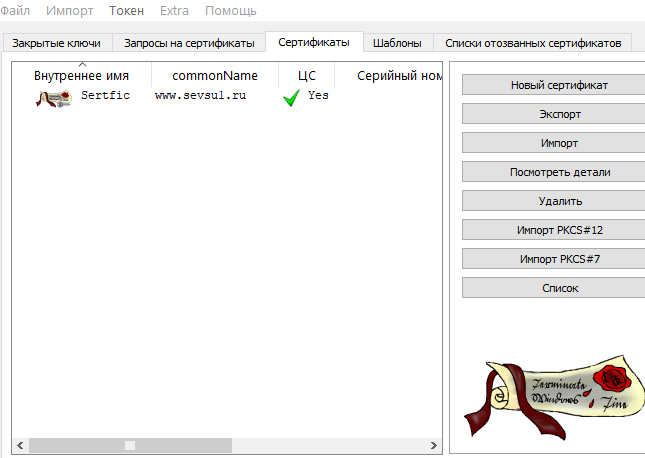 Файл Импорт Токен Extra Помощь
Закрытые ключи Запросы на сертификаты Сертификаты Шаблоны Списки отозванных сертификатов
Внутреннее имя commonName ЦС Серийный ном
Sertfic www.sevsul.ru Yes
Новый сертификат
Экспорт
Импорт
Посмотреть детали
Удалить
Импорт PKCS#12
Импорт PKCS#7
Список
Windows
Fine